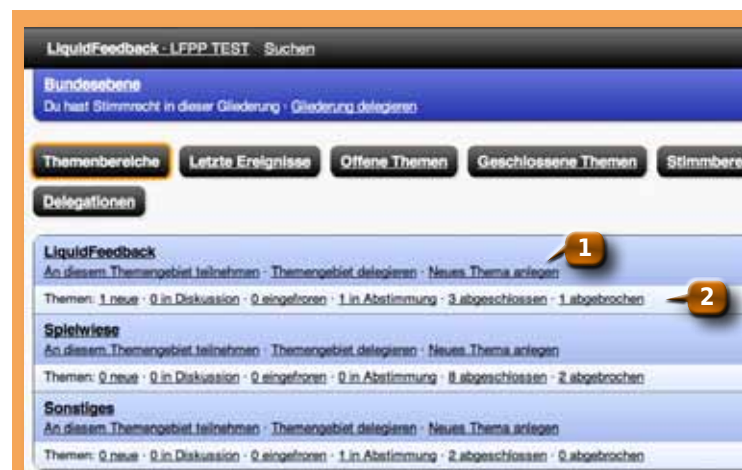 LiquidFeedback · LFPP TEST Suchen
Bundesebene
Du hast Stimmrecht in dieser Gliederung · Gliederung delegieren
Themenbereiche Letzte Ereignisse Offene Themen Geschlossene Themen Stimmbere
Delegationen
LiquidFeedback
1
An diesem Themengebiet teilnehmen · Themengebiet delegieren · Neues Thema anlegen
Themen: 1 neue · 0 in Diskussion · 0 eingefroren · 1 in Abstimmung · 3 abgeschlossen · 1 abgebrochen
2
Spielwiese
An diesem Themengebiet teilnehmen · Themengebiet delegieren · Neues Thema anlegen
Themen: 0 neue · 0 in Diskussion · 0 eingefroren · 0 in Abstimmung · 8 abgeschlossen · 2 abgebrochen
Sonstiges
An diesem Themengebiet teilnehmen · Themengebiet delegieren · Neues Thema anlegen
Themen: 0 neue · 0 in Diskussion · 0 eingefroren · 1 in Abstimmung · 2 abgeschlossen · 0 abgebrochen